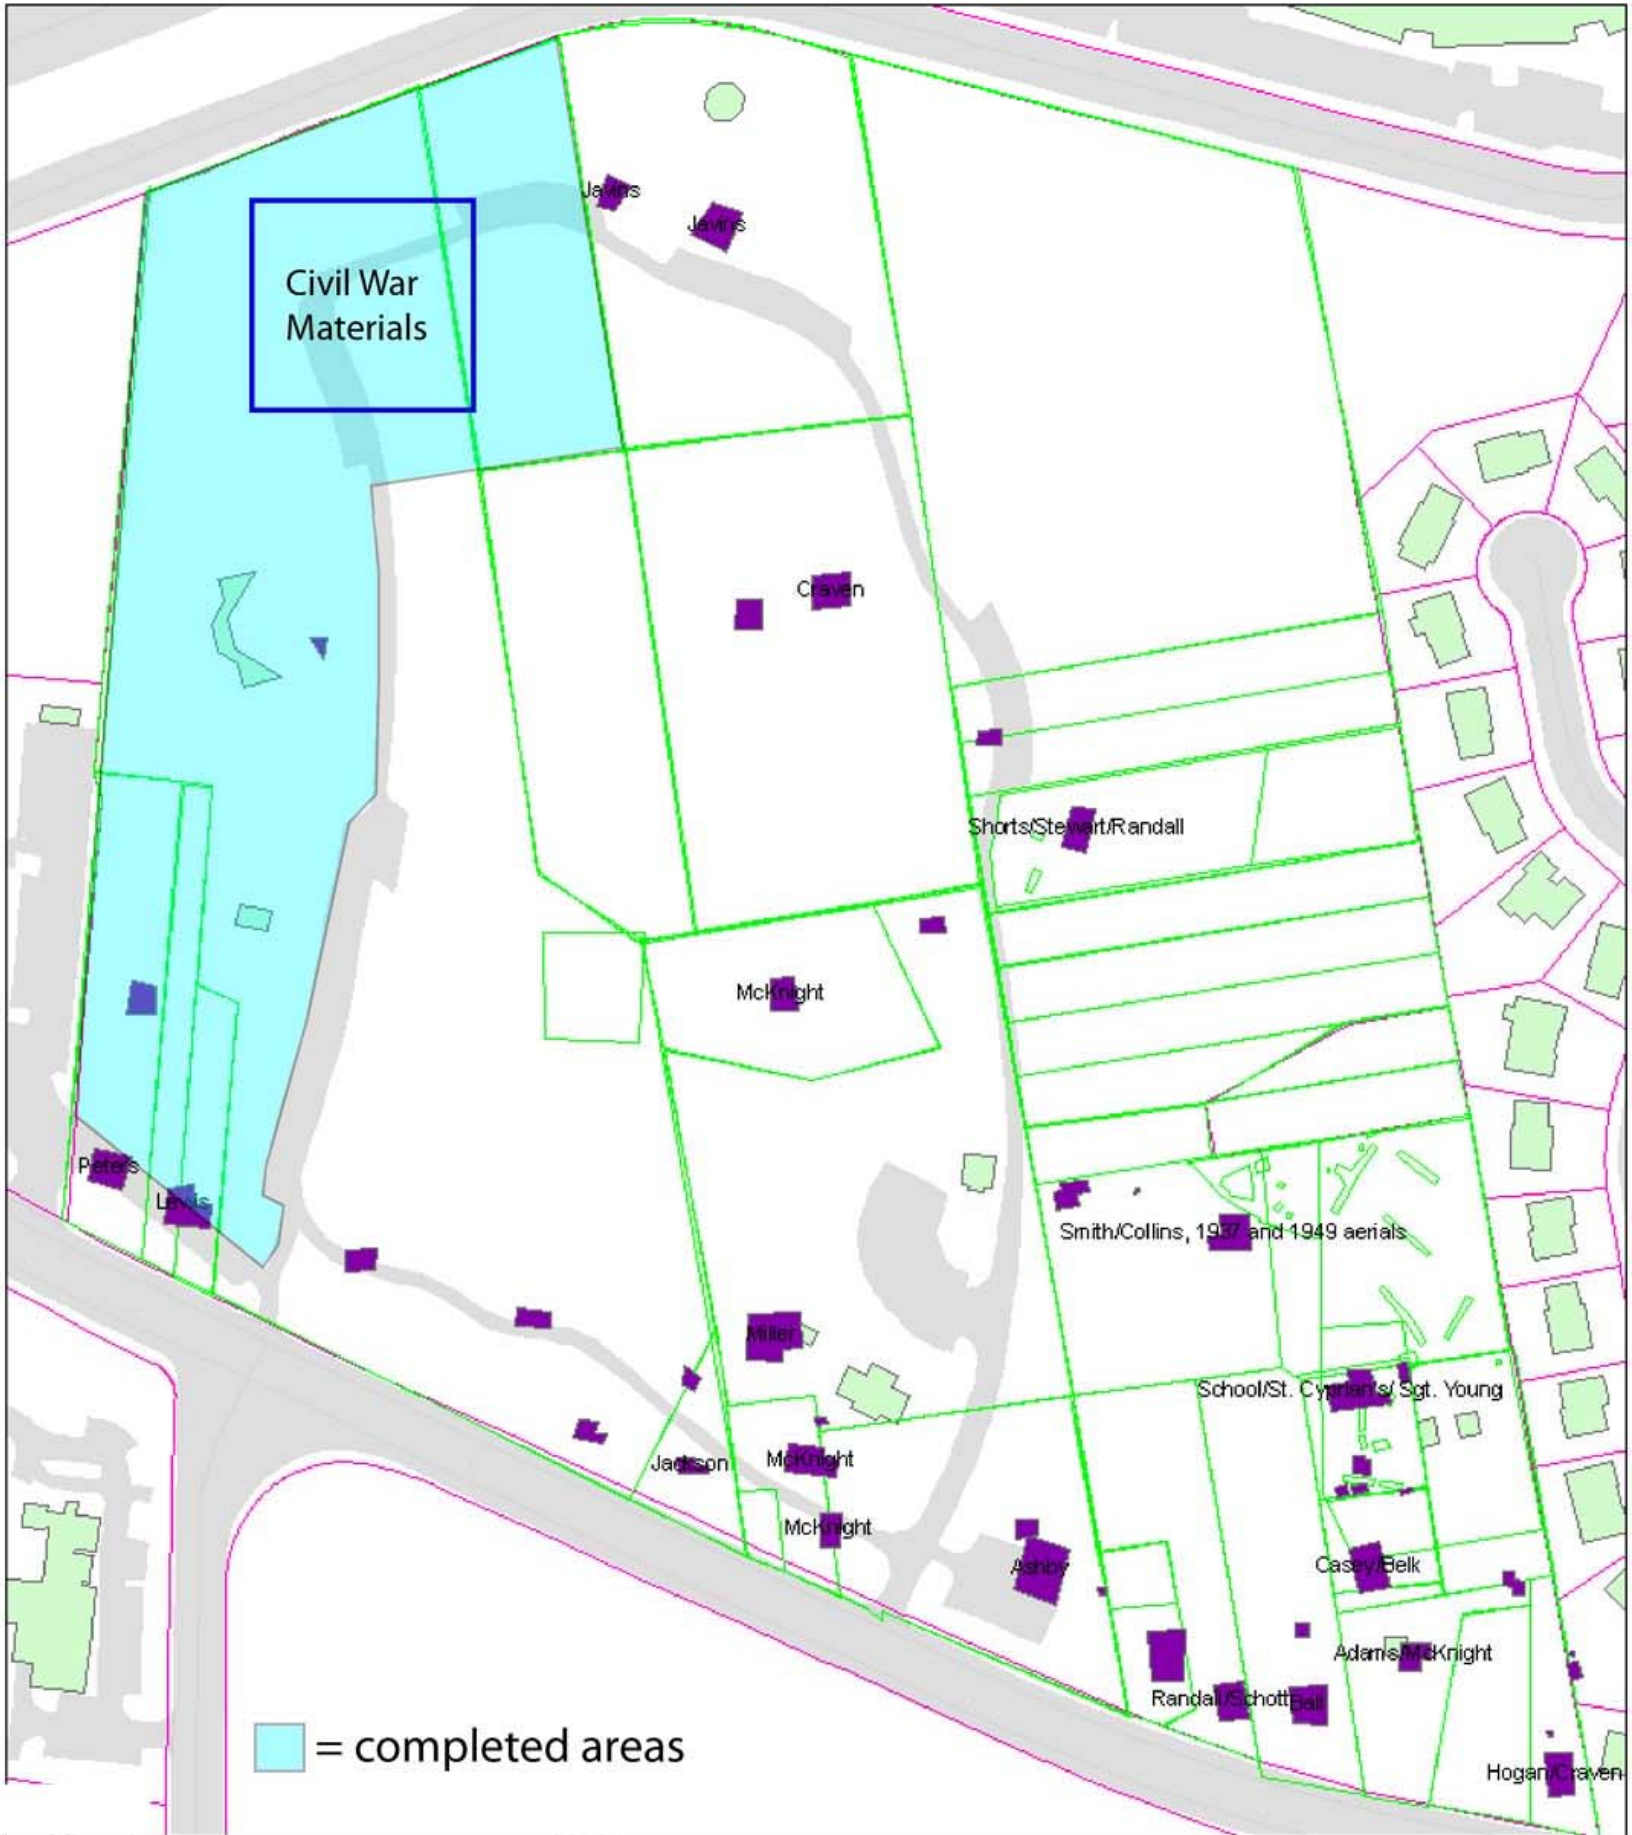 Javins
Javins
Civil War
Materials
Craven
Shorts/Stewart/Randall
McKnight
Peters
Lewis
Smith/Collins, 1937 and 1949 aerials
Miller
School/St. Cyprian's/ Sgt. Young
Jackson
McKnight
McKnight
Ashby
Casey/Belk
Adams/McKnight
Randall/Schott
Ball
= completed areas
Hogan/Craven